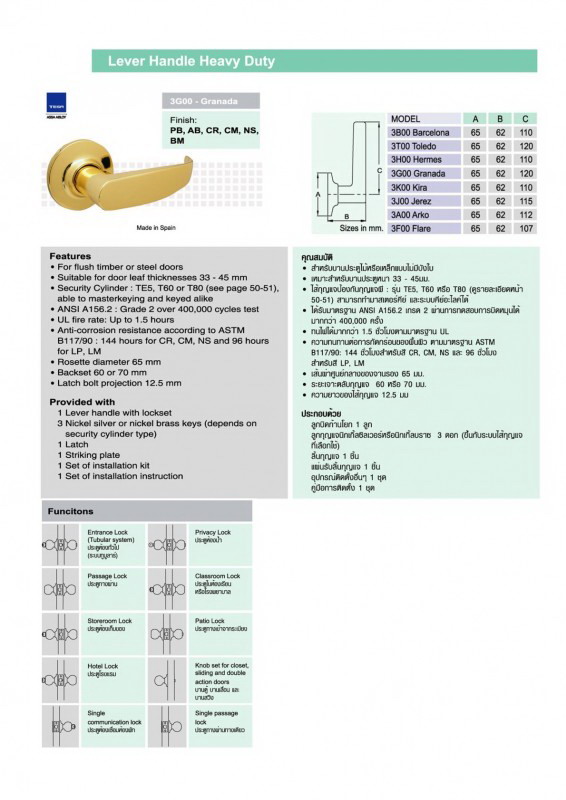 Lever Handle Heavy Duty
TESA
ASSA ABLOY
3G00 - Granada
Finish:
PB, AB, CR, CM, NS,
BM
Made in Spain
A
B
C
Sizes in mm.
MODEL A B C
3B00 Barcelona 65 62 110
3T00 Toledo 65 62 120
3H00 Hermes 65 62 110
3G00 Granada 65 62 120
3K00 Kira 65 62 110
3J00 Jerez 65 62 115
3A00 Arko 65 62 112
3F00 Flare 65 62 107
Features
• For flush timber or steel doors
• Suitable for door leaf thicknesses 33 - 45 mm
• Security Cylinder : TE5, T60 or T80 (see page 50-51),
able to masterkeying and keyed alike
• ANSI A156.2 : Grade 2 over 400,000 cycles test
• UL fire rate: Up to 1.5 hours
• Anti-corrosion resistance according to ASTM
B117/90 : 144 hours for CR, CM, NS and 96 hours
for LP, LM
• Rosette diameter 65 mm
• Backset 60 or 70 mm
• Latch bolt projection 12.5 mm
Provided with
1 Lever handle with lockset
3 Nickel silver or nickel brass keys (depends on
security cylinder type)
1 Latch
1 Striking plate
1 Set of installation kit
1 Set of installation instruction
คุณสมบัติ
• สำหรับบานประตูไม้หรือเหล็กแบบไม่มีบังใบ
• เหมาะสำหรับบานประตูหนา 33 - 45มม.
• ไส้กุญแจป้องกันกุญแจผี : รุ่น TE5, T60 หรือ T80 (ดูรายละเอียดหน้า
50-51) สามารถทำมาสเตอร์คีย์ และระบบคีย์อะไลค์ได้
• ได้รับมาตรฐาน ANSI A156.2 เกรด 2 ผ่านการทดสอบการปิดหมุนได้
มากกว่า 400,000 ครั้ง
• ทนไฟได้มากกว่า 1.5 ชั่วโมงตามมาตรฐาน UL
• ความทนทานต่อการกัดกร่อนของพื้นผิว ตามมาตรฐาน ASTM
B117/90: 144 ชั่วโมงสำหรับสี CR, CM, NS และ 96 ชั่วโมง
สำหรับสี LP, LM
• เส้นผ่าศูนย์กลางของจานรอง 65 มม.
• ระยะเจาะตลับกุญแจ 60 หรือ 70 มม.
• ความยาวของไส้กุญแจ 12.5 มม
ประกอบด้วย
ลูกบิดก้านโยก 1 ลูก
ลูกกุญแจนิกเกิ้ลซิลเวอร์หรือนิกเกิ้ลบราซ 3 ดอก (ขึ้นกับระบบไส้กุญแจ
ที่เลือกใช้)
ลิ้นกุญแจ 1 ชิ้น
แผ่นรับลิ้นกุญแจ 1 ชิ้น
อุปกรณ์ติดตั้งอื่นๆ 1 ชุด
คู่มือการติดตั้ง 1 ชุด
Funcitons
Entrance Lock
(Tubular system)
ประตูห้องทั่วไป
(ระบบทูบูลาร์)
Privacy Lock
ประตูห้องน้ำ
Passage Lock
ประตูทางผ่าน
Classroom Lock
ประตูในห้องเรียน
หรือโรงพยาบาล
Storeroom Lock
ประตูห้องเก็บของ
Patio Lock
ประตูทางเข้าจากระเบียง
Hotel Lock
ประตูโรงแรม
Knob set for closet,
sliding and double
action doors
บานตู้ บานเลื่อน และ
บานสวิง
Single
communication lock
ประตูห้องเชื่อมห้องพัก
Single passage
lock
ประตูทางผ่านทางเดียว